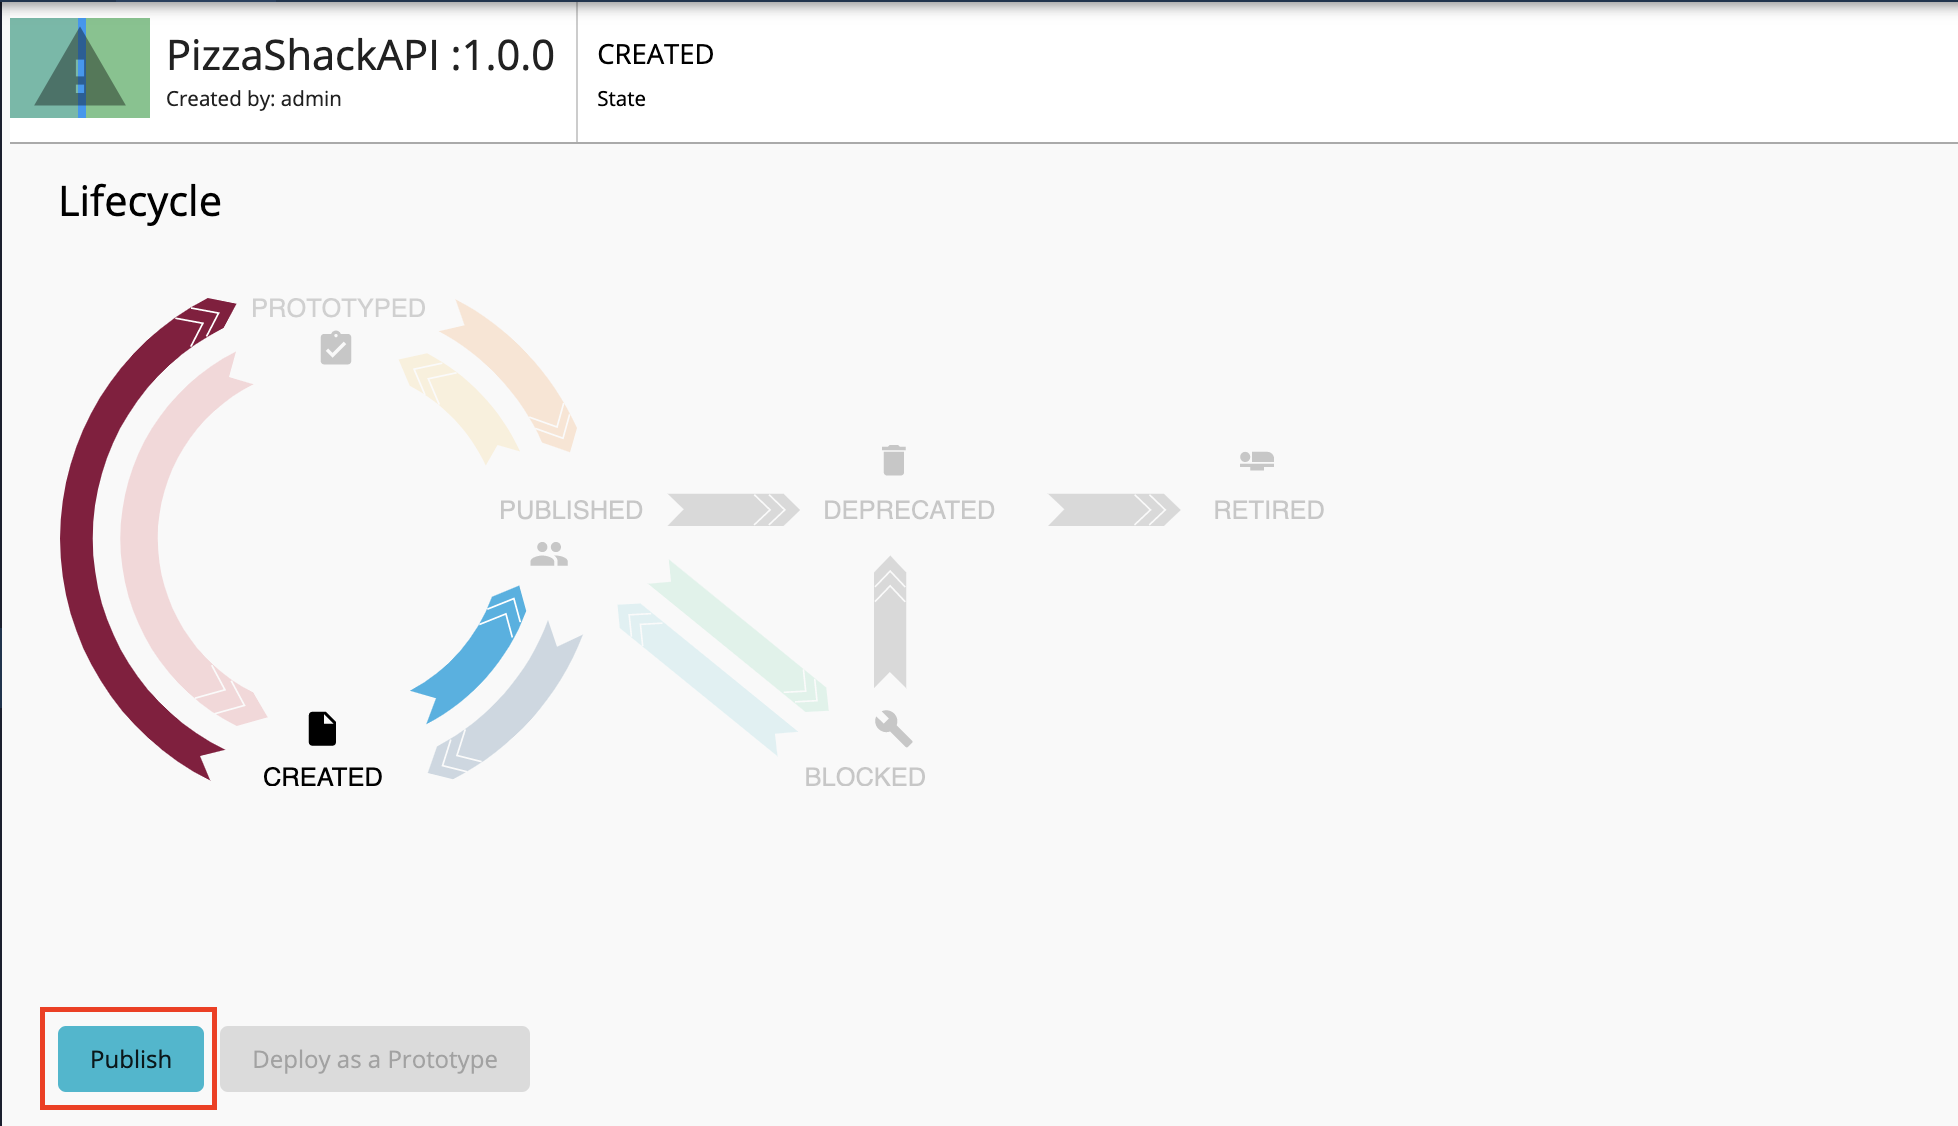 PizzaShackAPI :1.0.0
Created by: admin
CREATED
State
Lifecycle
PROTOTYPED
PUBLISHED
DEPRECATED
RETIRED
CREATED
BLOCKED
Publish
Deploy as a Prototype